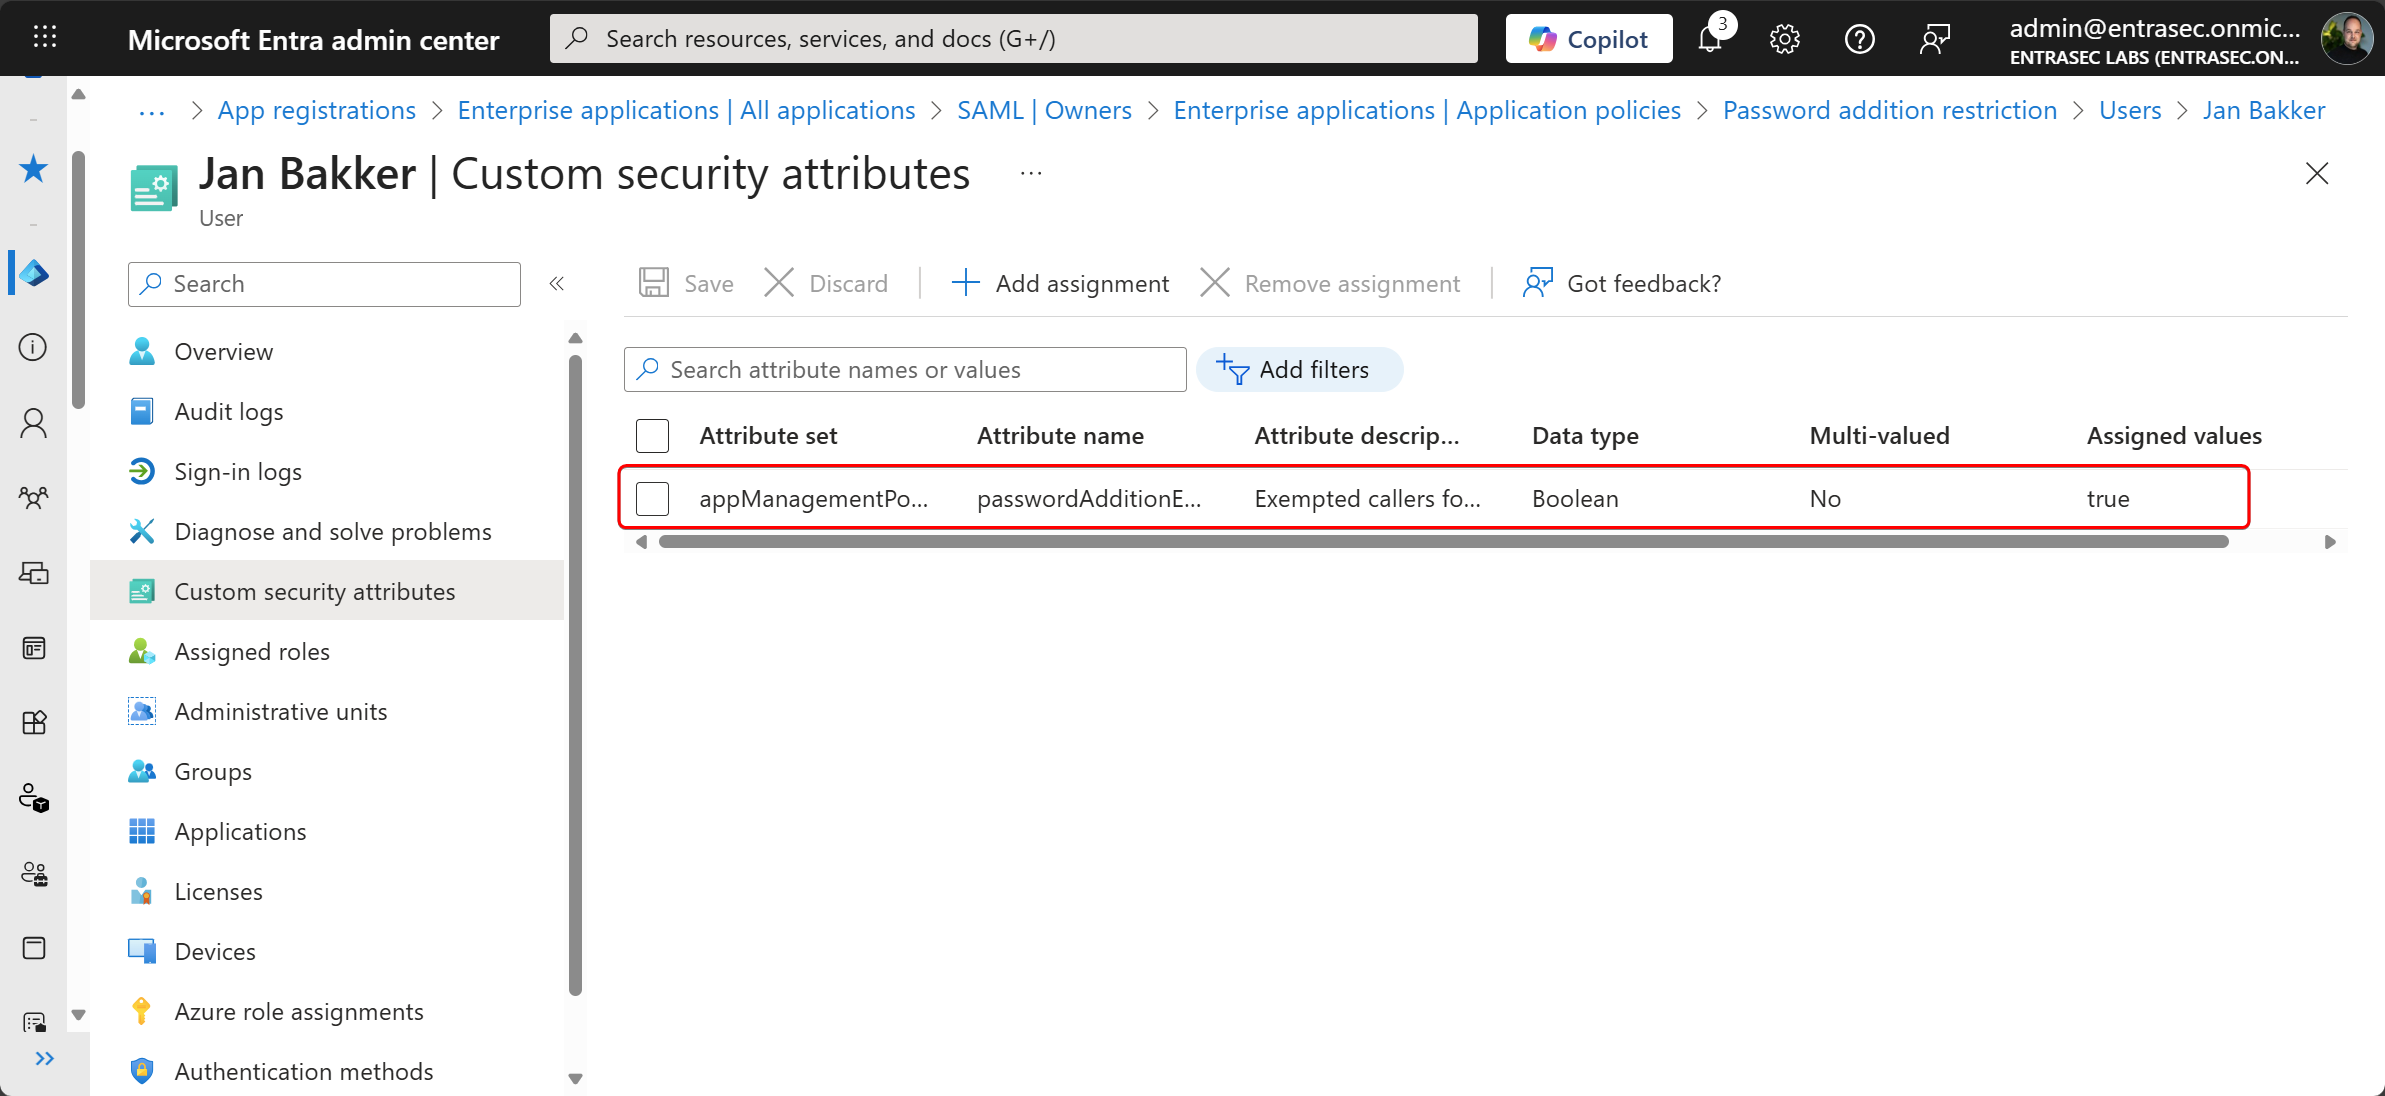 Microsoft Entra admin center
Search resources, services, and docs (G+/)
Copilot
3
admin@entrasec.onmic...
ENTRASEC LABS (ENTRASEC.ON...
... > App registrations > Enterprise applications | All applications > SAML | Owners > Enterprise applications | Application policies > Password addition restriction > Users > Jan Bakker
Jan Bakker | Custom security attributes ...
User
Search
Save Discard Add assignment Remove assignment Got feedback?
Overview
Audit logs
Sign-in logs
Diagnose and solve problems
Custom security attributes
Assigned roles
Administrative units
Groups
Applications
Licenses
Devices
Azure role assignments
Authentication methods
Search attribute names or values
Add filters
Attribute set Attribute name Attribute descrip... Data type Multi-valued Assigned values
appManagementPo... passwordAdditionE... Exempted callers fo... Boolean No true